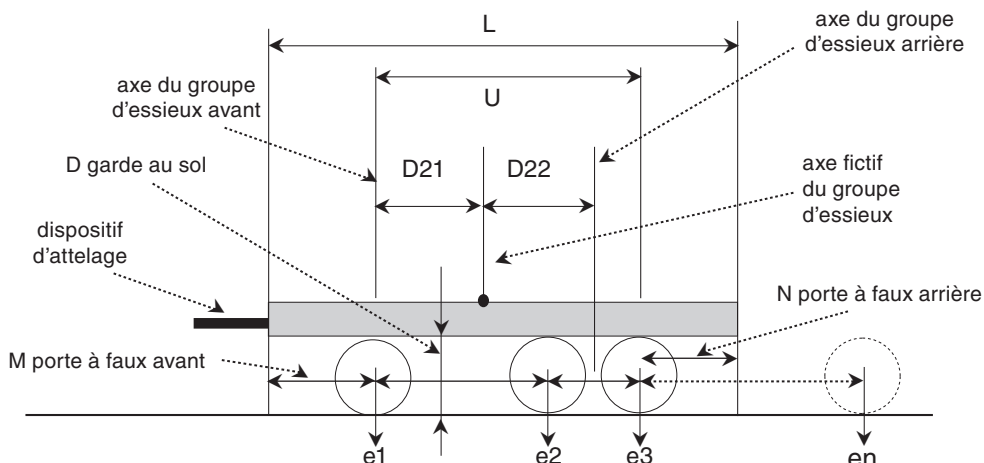 L
axe du groupe
d'essieux arrière
axe du groupe
d'essieux avant
U
D garde au sol
D21
D22
axe fictif
du groupe
d'essieux
dispositif
d'attelage
N porte à faux arrière
M porte à faux avant
e1
e2
e3
en